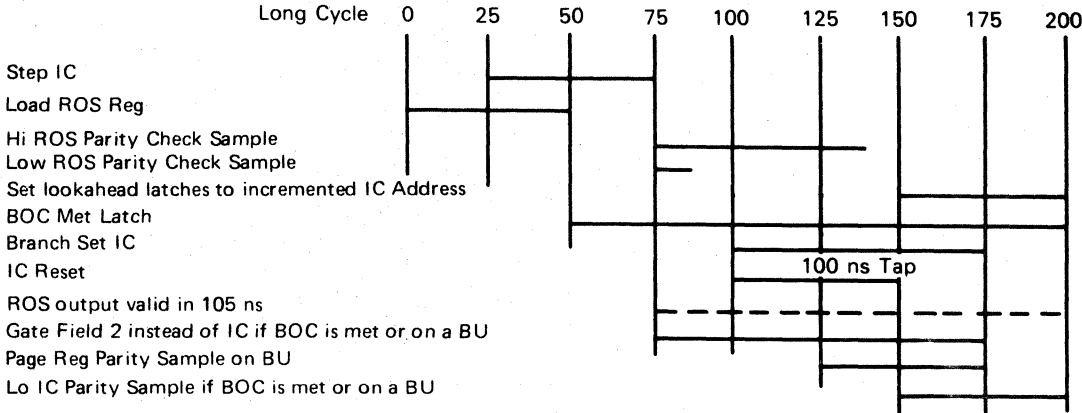 Long Cycle 0 25 50 75 100 125 150 175 200
Step IC
Load ROS Reg
Hi ROS Parity Check Sample
Low ROS Parity Check Sample
Set lookahead latches to incremented IC Address
BOC Met Latch
Branch Set IC
100 ns Tap
IC Reset
ROS output valid in 105 ns
Gate Field 2 instead of IC if BOC is met or on a BU
Page Reg Parity Sample on BU
Lo IC Parity Sample if BOC is met or on a BU